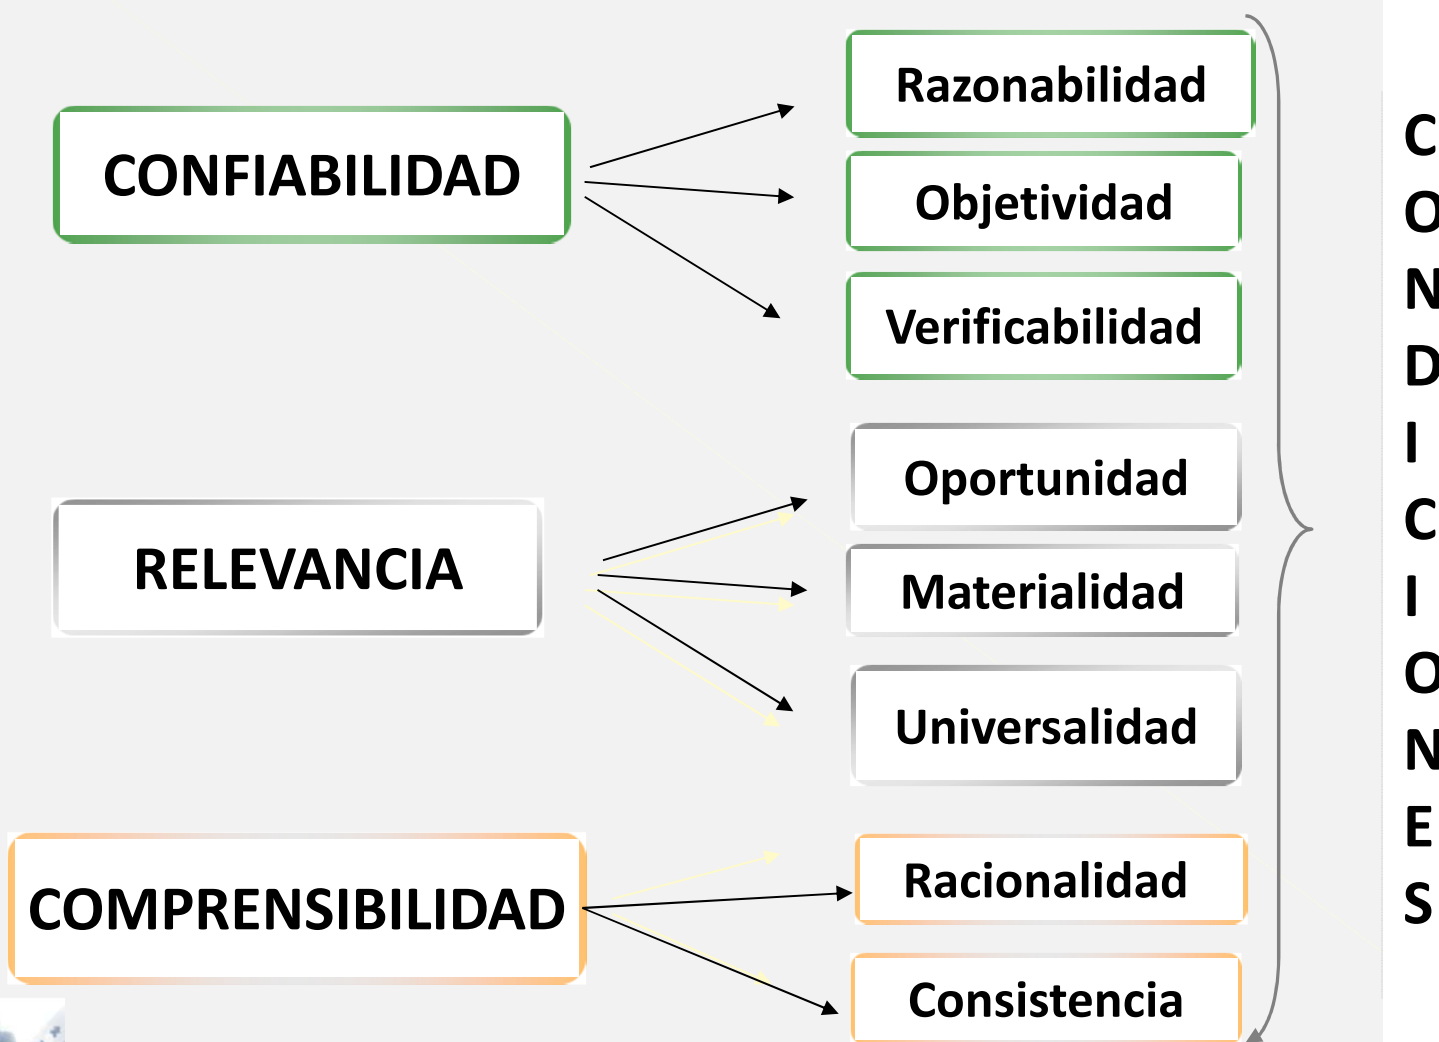 CONFIABILIDAD
Razonabilidad
Objetividad
Verificabilidad
RELEVANCIA
Oportunidad
Materialidad
Universalidad
COMPRENSIBILIDAD
Racionalidad
Consistencia
C
O
N
D
I
C
I
O
N
E
S